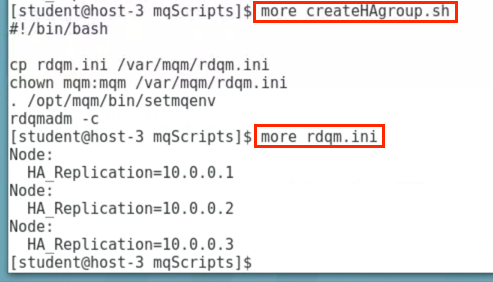 [student@host-3 mqScripts]$ more createHAgroup.sh
#!/bin/bash

cp rdqm.ini /var/mqm/rdqm.ini
chown mqm:mqm /var/mqm/rdqm.ini
. /opt/mqm/bin/setmqenv
rdqmadm -c
[student@host-3 mqScripts]$ more rdqm.ini
Node:
  HA_Replication=10.0.0.1
Node:
  HA_Replication=10.0.0.2
Node:
  HA_Replication=10.0.0.3
[student@host-3 mqScripts]$